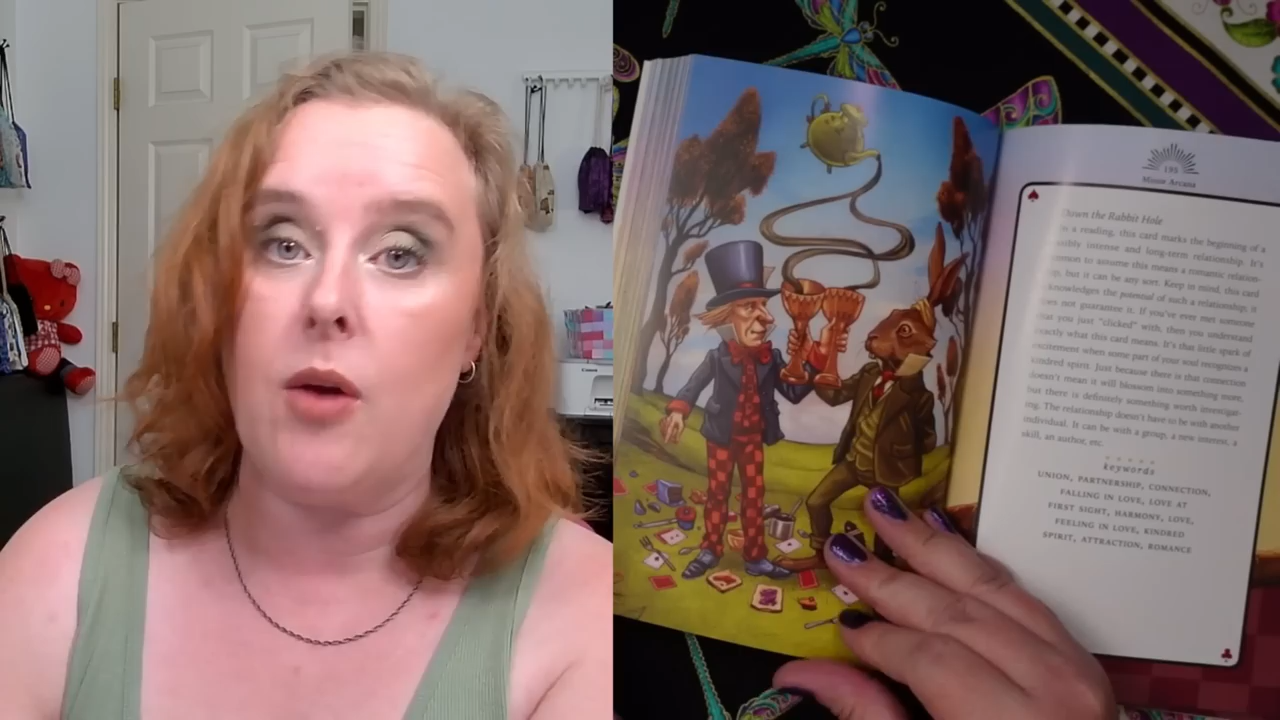 Canon
195
Minor Arcana
Down the Rabbit Hole
a reading, this card marks the beginning of a
intense and long-term relationship. It's
to assume this means a romantic relation-
but it can be any sort. Keep in mind, this card
knowledges the potential of such a relationship, it
not guarantee it. If you've ever met someone
you just "clicked" with, then you understand
exactly what this card means. It's that little spark of
excitement when some part of your soul recognizes a
kindred spirit. Just because there is that connection
doesn't mean it will blossom into something more,
but there is definitely something worth investigat-
ing. The relationship doesn't have to be with another
individual. It can be with a group, a new interest, a
skill, an author, etc.
keywords
UNION, PARTNERSHIP, CONNECTION,
FALLING IN LOVE, LOVE AT
FIRST SIGHT, HARMONY, LOVE,
FEELING IN LOVE, KINDRED
SPIRIT, ATTRACTION, ROMANCE